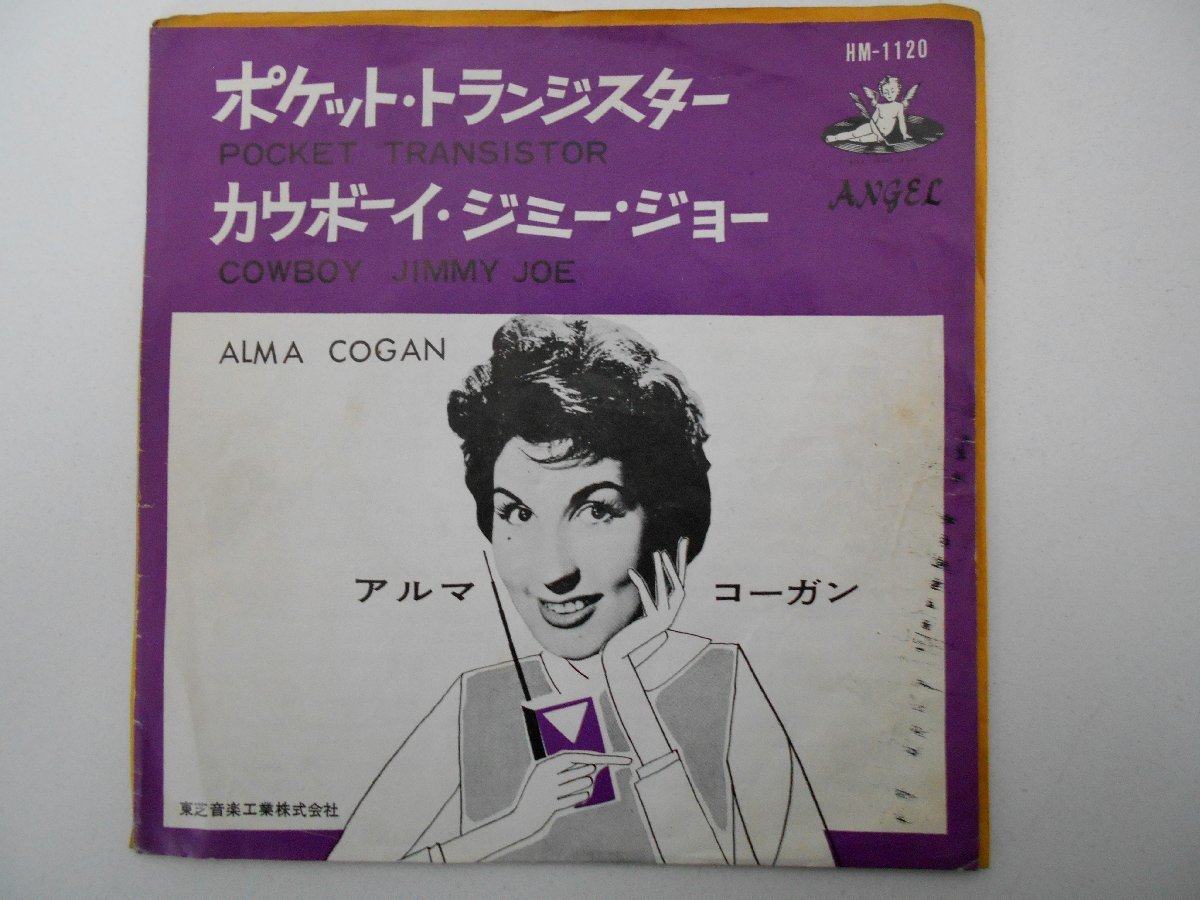 HM-1120
ポケット・トランジスター
POCKET TRANSISTOR
ANGEL
カウボーイ・ジミー・ジョー
COWBOY JIMMY JOE
ALMA COGAN
アルマ コーガン
東芝音楽工業株式会社